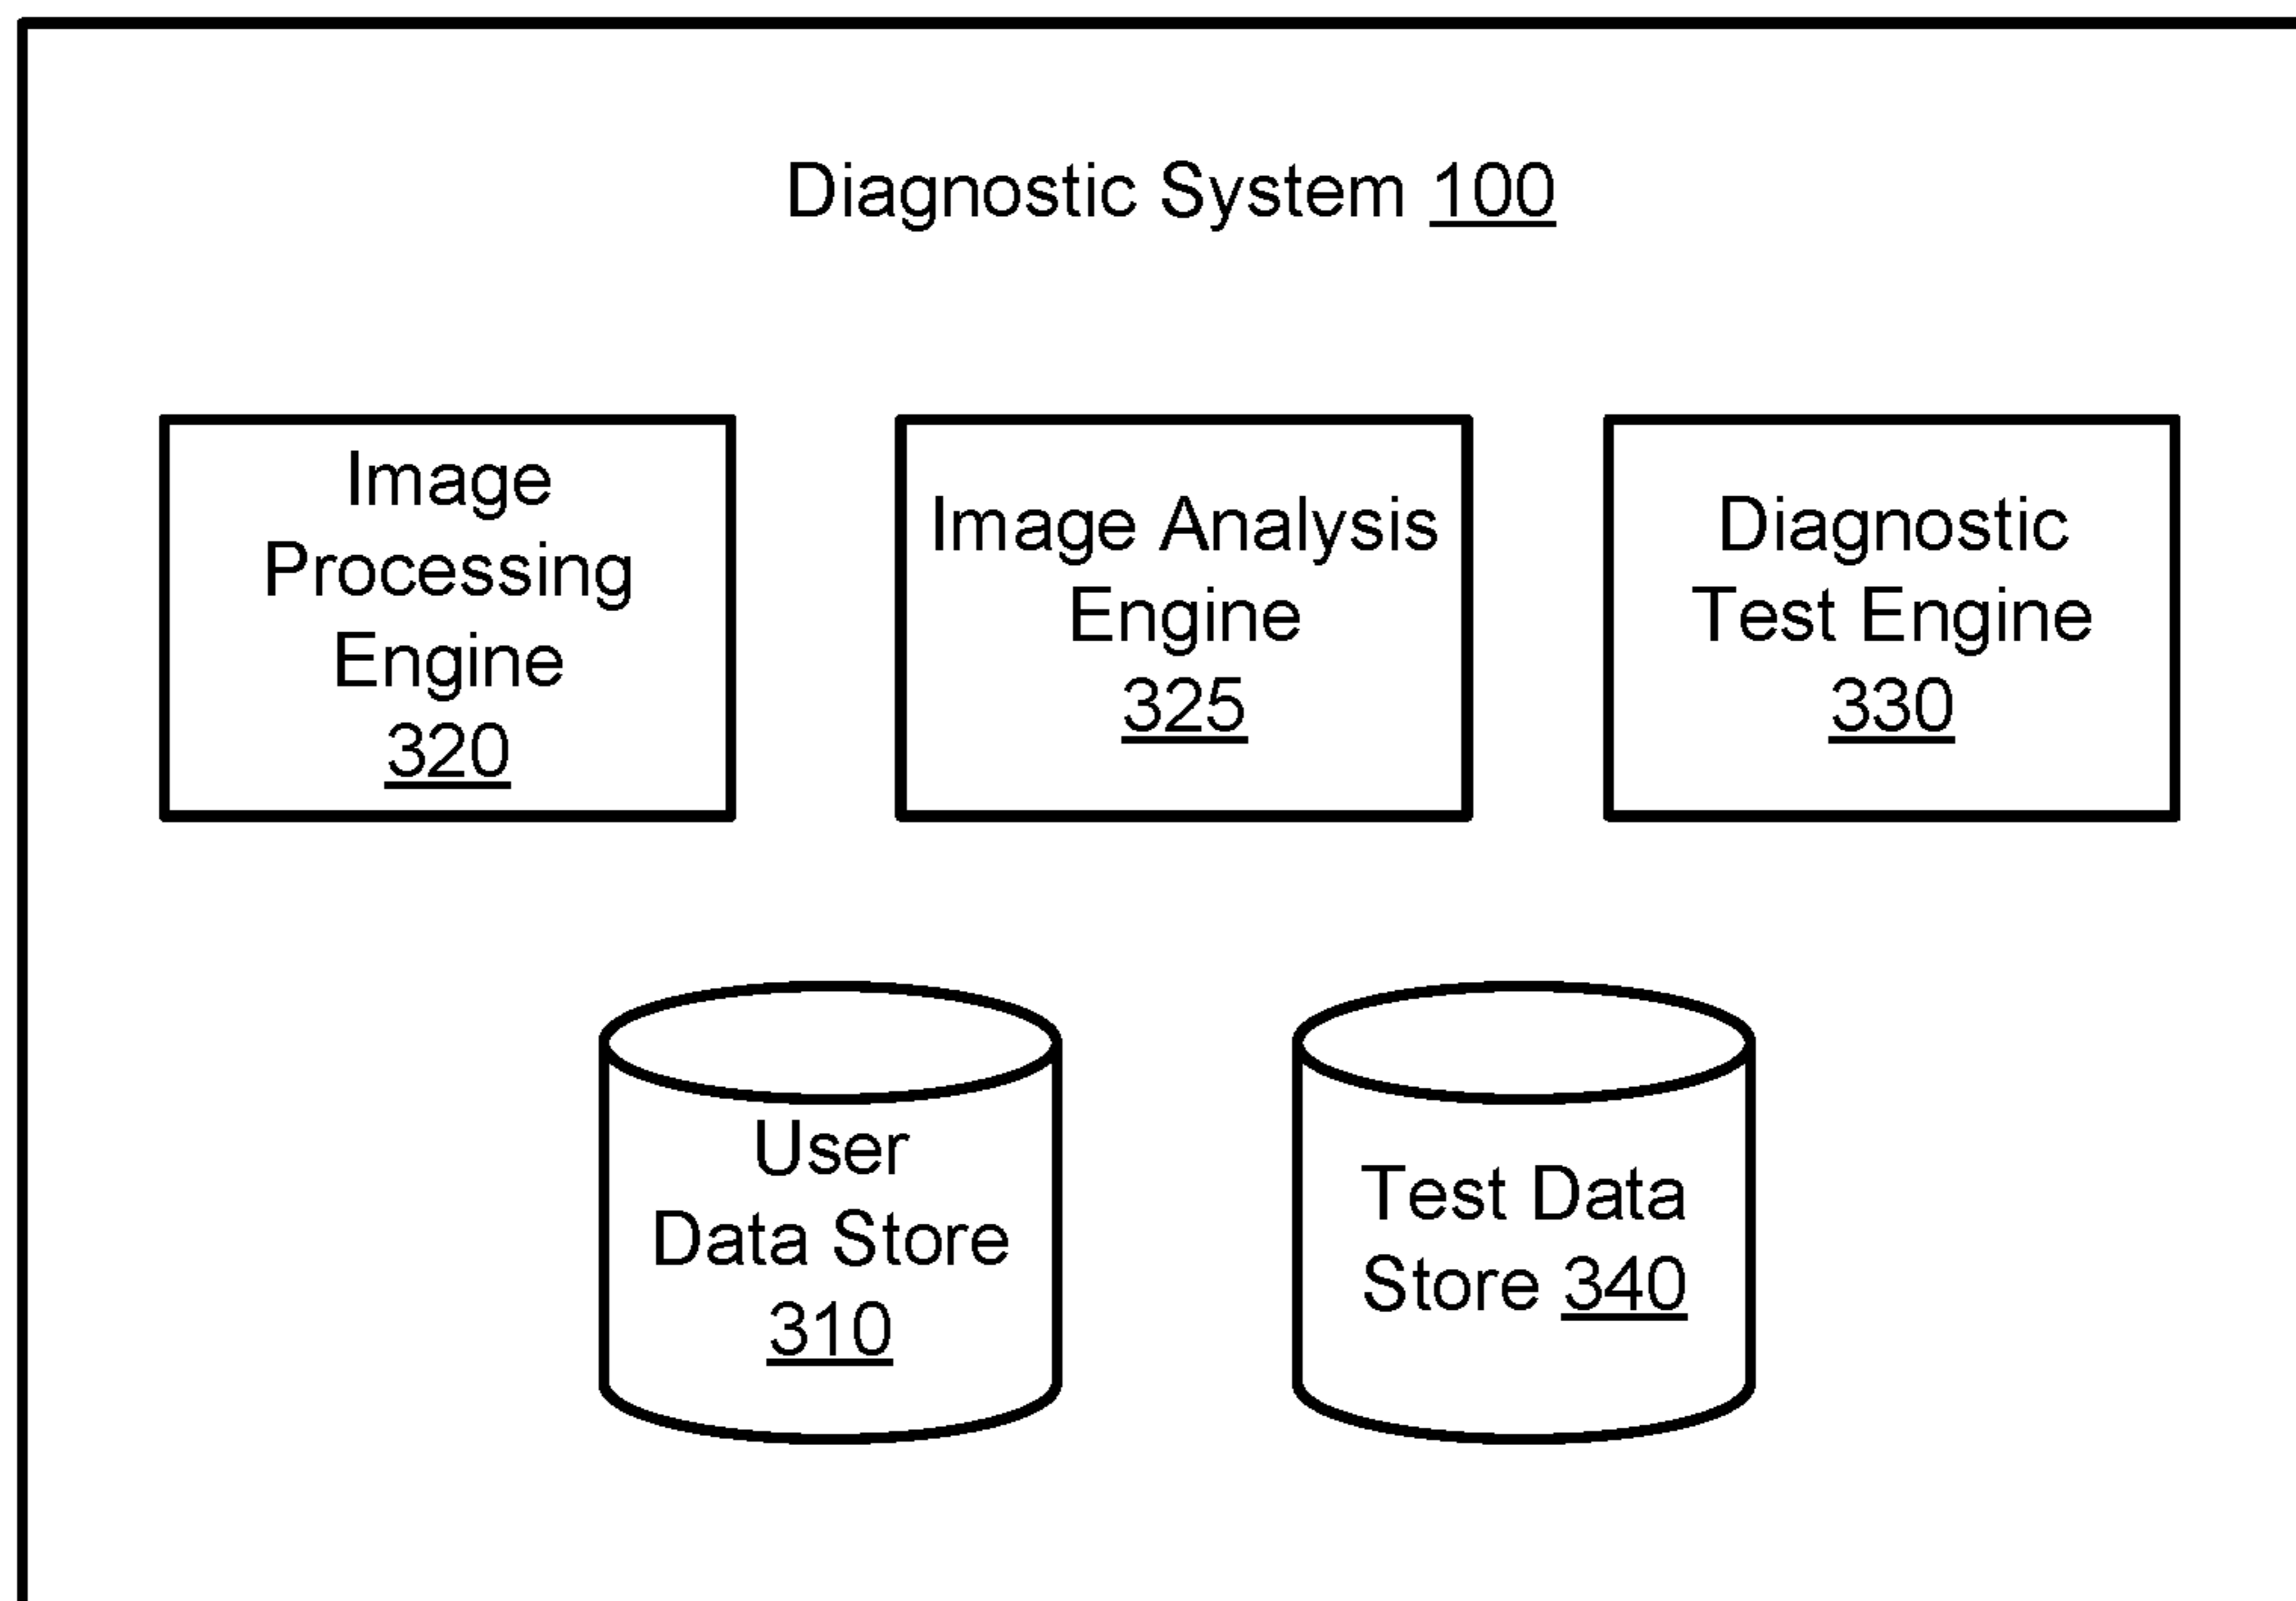 Diagnostic System 100
Image
Processing
Engine
320
Image Analysis
Engine
325
Diagnostic
Test Engine
330
User
Data Store
310
Test Data
Store 340